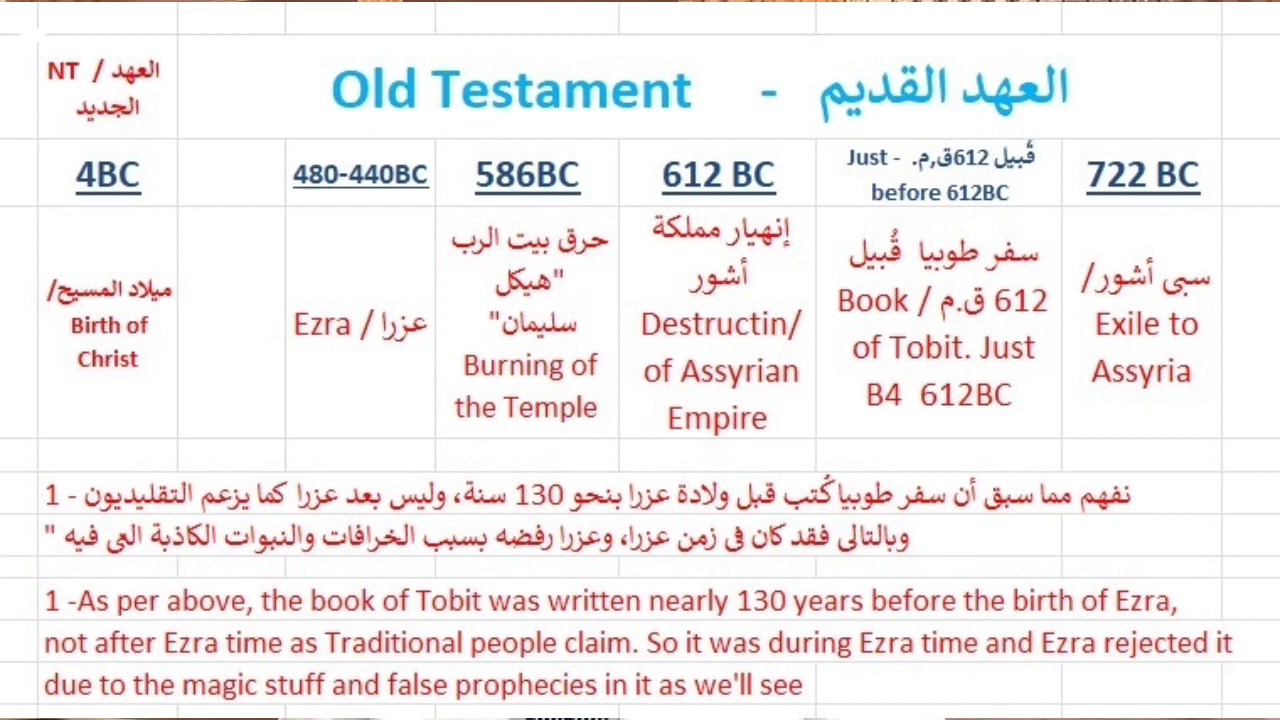 NT / العهد
الجديد
Old Testament - العهد القديم
4BC
480-440BC
586BC
612 BC
Just - .قُبيل 612ق,م
before 612BC
722 BC
ميلاد المسيح/
Birth of
Christ
Ezra / عزرا
حرق بيت الرب
"هيكل
سليمان"
Burning of
the Temple
إنهيار مملكة
أشور
Destructin/
of Assyrian
Empire
سفر طوبيا قُبيل
612 ق.م / Book
of Tobit. Just
B4 612BC
سبى أشور/
Exile to
Assyria
1 - نفهم مما سبق أن سفر طوبياكُتب قبل ولادة عزرا بنحو 130 سنة، وليس بعد عزرا كما يزعم التقليديون
وبالتالى فقد كان فى زمن عزرا، وعزرا رفضه بسبب الخرافات والنبوات الكاذبة التى فيه "
1 -As per above, the book of Tobit was written nearly 130 years before the birth of Ezra,
not after Ezra time as Traditional people claim. So it was during Ezra time and Ezra rejected it
due to the magic stuff and false prophecies in it as we'll see